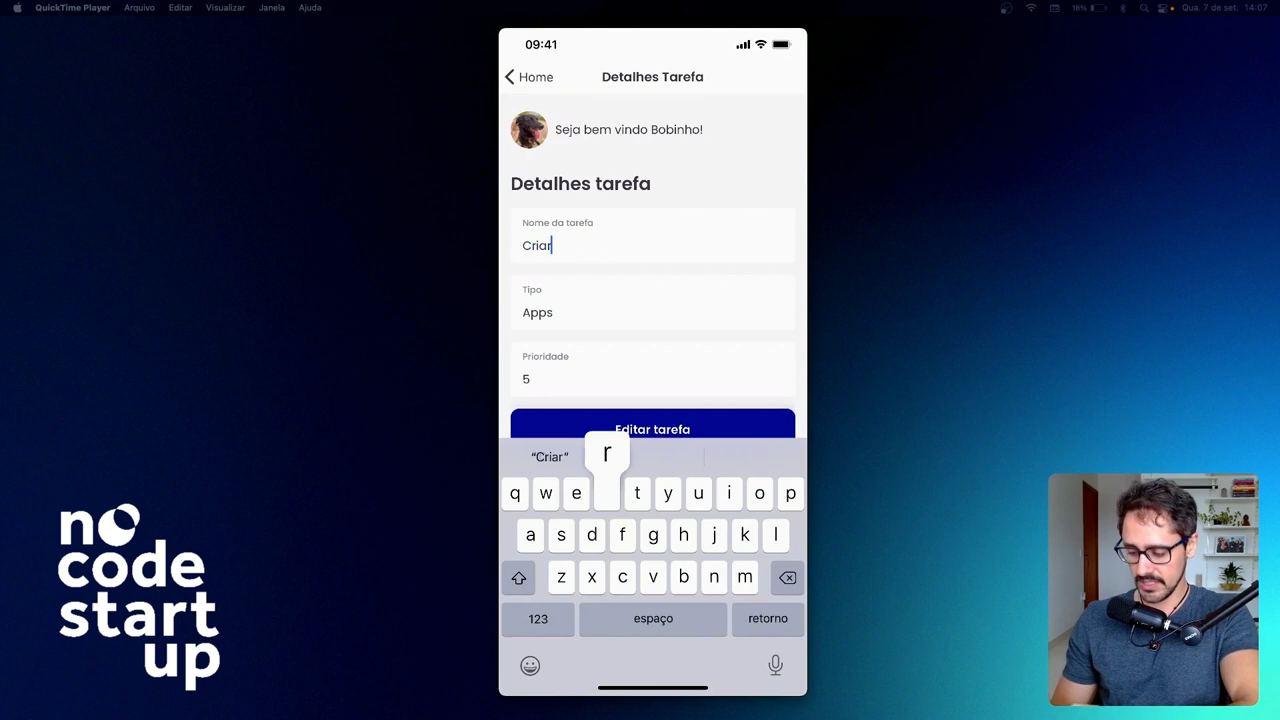 QuickTime Player Arquivo Editar Visualizar Janela Ajuda 18% Qua. 7 de set. 14:07
09:41
Home Detalhes Tarefa
Seja bem vindo Bobinho!
Detalhes tarefa
Nome da tarefa
Criar
Tipo
Apps
Prioridade
5
Editar tarefa
“Criar” r
q w e t y u i o p
a s d f g h j k l
z x c v b n m
123 espaço retorno
no
code
start
up